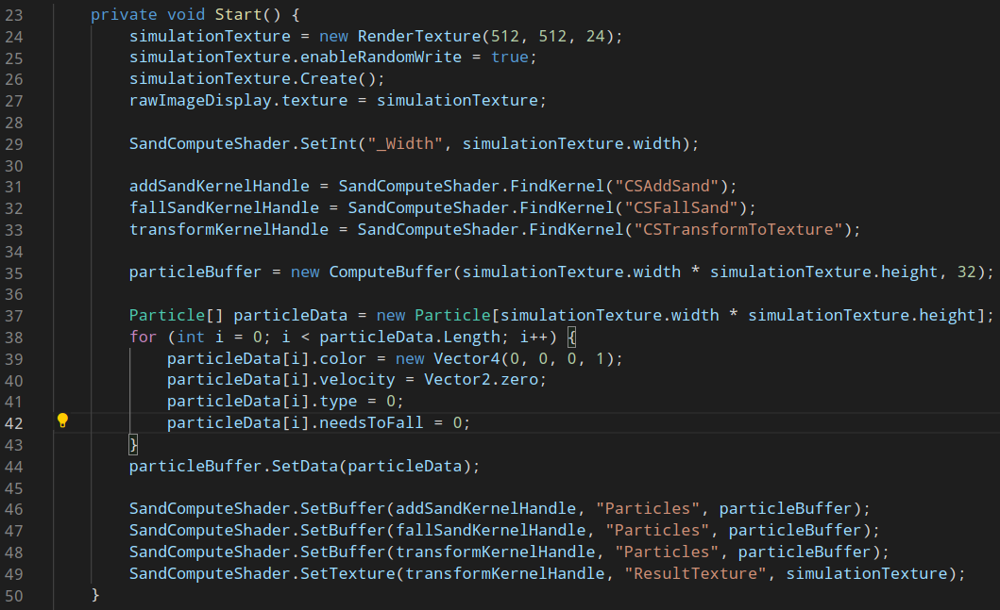 23 private void Start() {
24 simulationTexture = new RenderTexture(512, 512, 24);
25 simulationTexture.enableRandomWrite = true;
26 simulationTexture.Create();
27 rawImageDisplay.texture = simulationTexture;
28
29 SandComputeShader.SetInt("_Width", simulationTexture.width);
30
31 addSandKernelHandle = SandComputeShader.FindKernel("CSAddSand");
32 fallSandKernelHandle = SandComputeShader.FindKernel("CSFallSand");
33 transformKernelHandle = SandComputeShader.FindKernel("CSTransformToTexture");
34
35 particleBuffer = new ComputeBuffer(simulationTexture.width * simulationTexture.height, 32);
36
37 Particle[] particleData = new Particle[simulationTexture.width * simulationTexture.height];
38 for (int i = 0; i < particleData.Length; i++) {
39 particleData[i].color = new Vector4(0, 0, 0, 1);
40 particleData[i].velocity = Vector2.zero;
41 particleData[i].type = 0;
42 particleData[i].needsToFall = 0;
43 }
44 particleBuffer.SetData(particleData);
45
46 SandComputeShader.SetBuffer(addSandKernelHandle, "Particles", particleBuffer);
47 SandComputeShader.SetBuffer(fallSandKernelHandle, "Particles", particleBuffer);
48 SandComputeShader.SetBuffer(transformKernelHandle, "Particles", particleBuffer);
49 SandComputeShader.SetTexture(transformKernelHandle, "ResultTexture", simulationTexture);
50 }